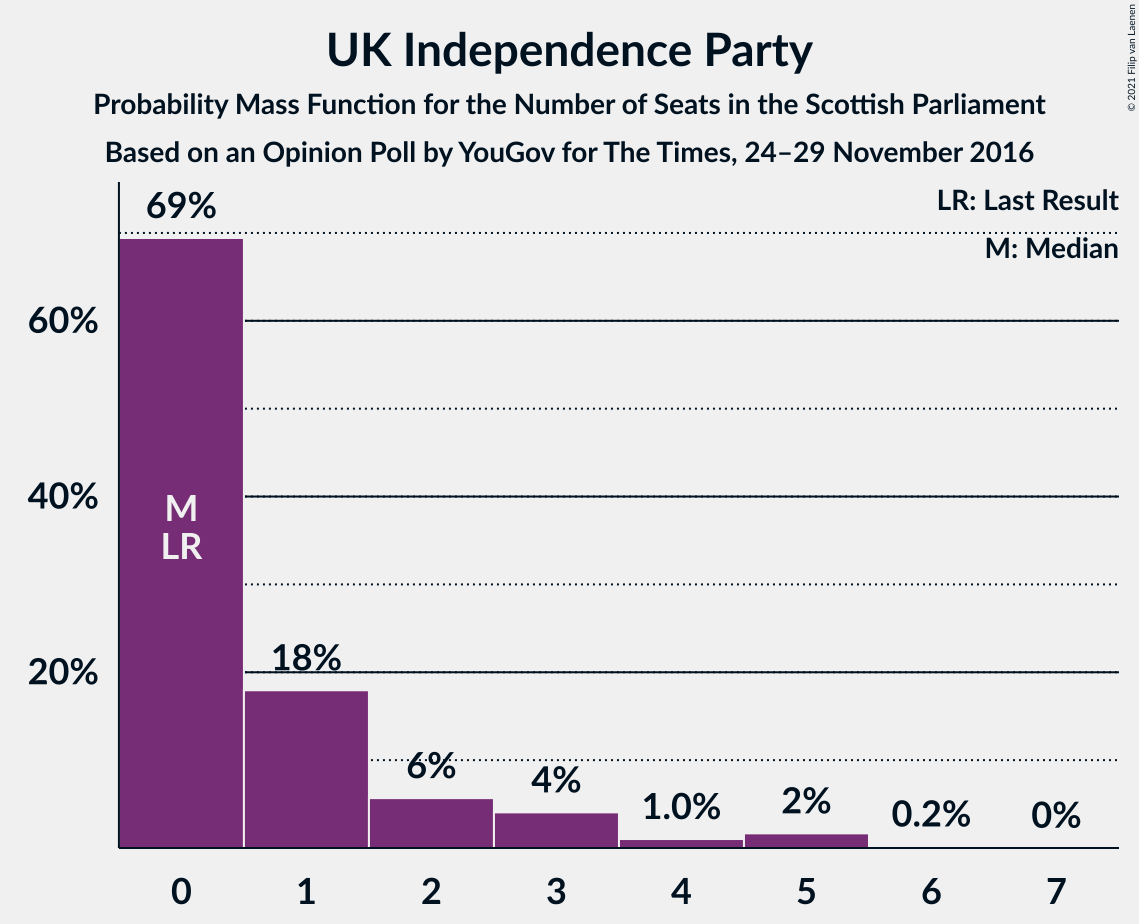 UK Independence Party
Probability Mass Function for the Number of Seats in the Scottish Parliament
Based on an Opinion Poll by YouGov for The Times, 24–29 November 2016
© 2021 Filip van Laenen
LR: Last Result
M: Median
69%
60%
40%
20%
M
LR
18%
6%
4%
1.0%
2%
0.2%
0%
0 1 2 3 4 5 6 7